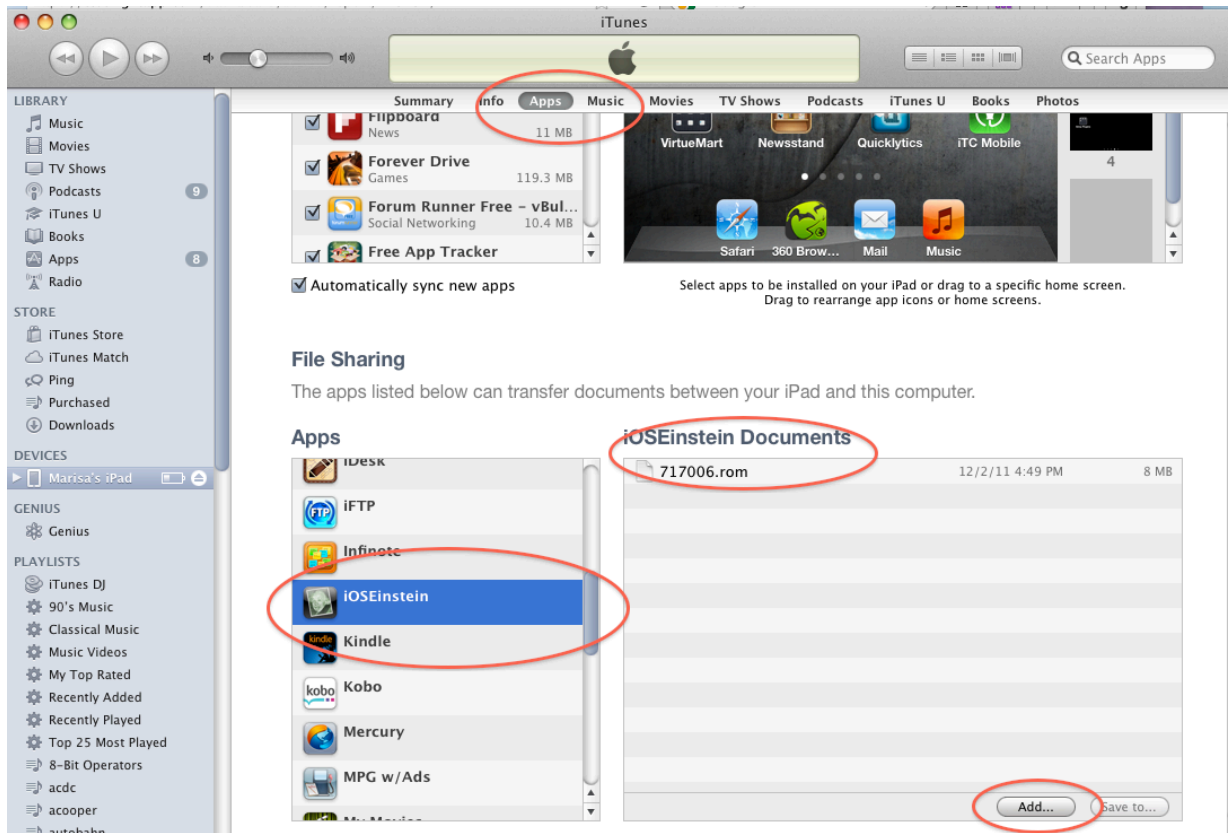 iTunes
Search Apps
Summary Info Apps Music Movies TV Shows Podcasts iTunes U Books Photos
LIBRARY
Music
Movies
TV Shows
Podcasts 9
iTunes U
Books
Apps 8
Radio
STORE
iTunes Store
iTunes Match
Ping
Purchased
Downloads
DEVICES
Marisa's iPad
GENIUS
Genius
PLAYLISTS
iTunes DJ
90's Music
Classical Music
Music Videos
My Top Rated
Recently Added
Recently Played
Top 25 Most Played
8-Bit Operators
acdc
acooper
autobahn
Flipboard
News 11 MB
Forever Drive
Games 119.3 MB
Forum Runner Free – vBul...
Social Networking 10.4 MB
Free App Tracker
Automatically sync new apps
VirtueMart Newsstand Quicklytics iTC Mobile
Safari 360 Brow... Mail Music
4
Select apps to be installed on your iPad or drag to a specific home screen.
Drag to rearrange app icons or home screens.
File Sharing
The apps listed below can transfer documents between your iPad and this computer.
Apps
iDesk
FTP
iFTP
Infinote
iOSEinstein
kindle
Kindle
kobo
Kobo
Mercury
MPG w/Ads
My Movies
iOSEinstein Documents
717006.rom 12/2/11 4:49 PM 8 MB
Add... Save to...